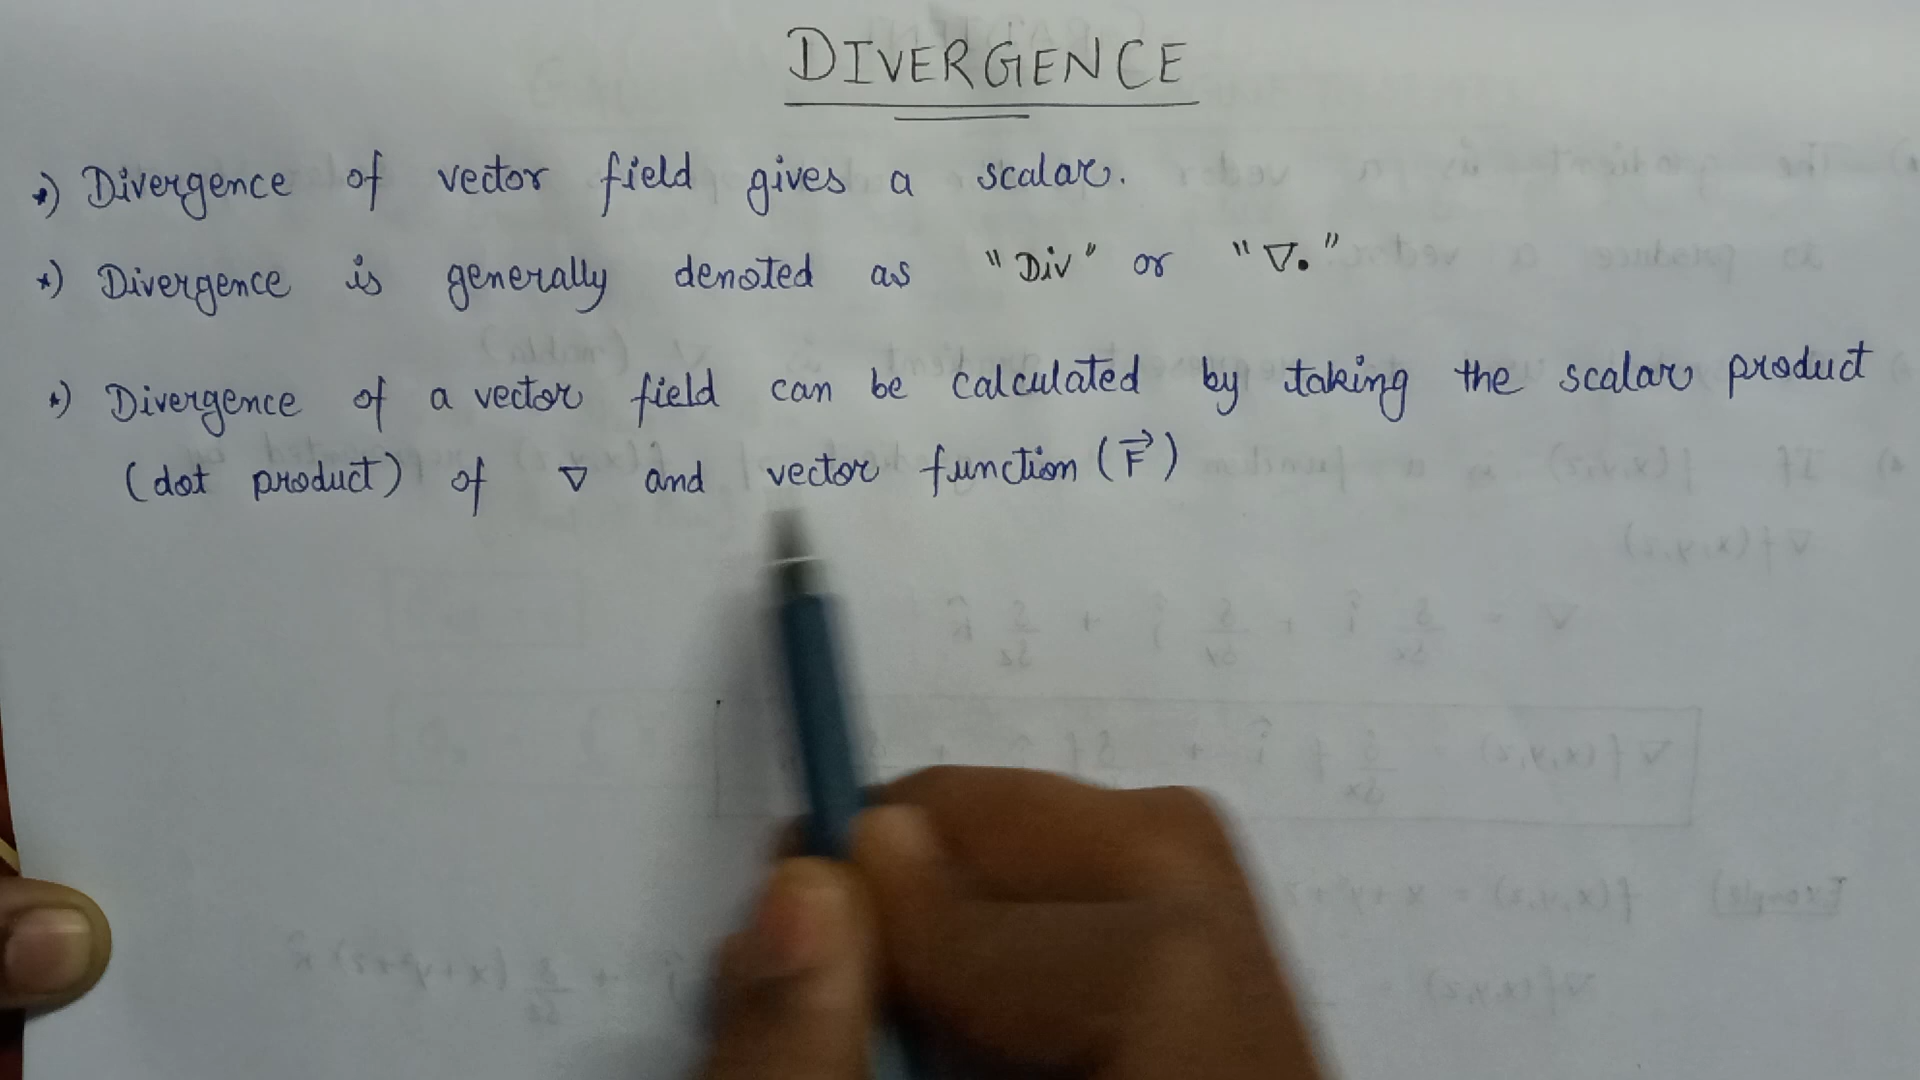 DIVERGENCE
*) Divergence of vector field gives a scalar.
*) Divergence is generally denoted as "Div" or "∇."
*) Divergence of a vector field can be calculated by taking the scalar product
(dot product) of ∇ and vector function (F⃗)